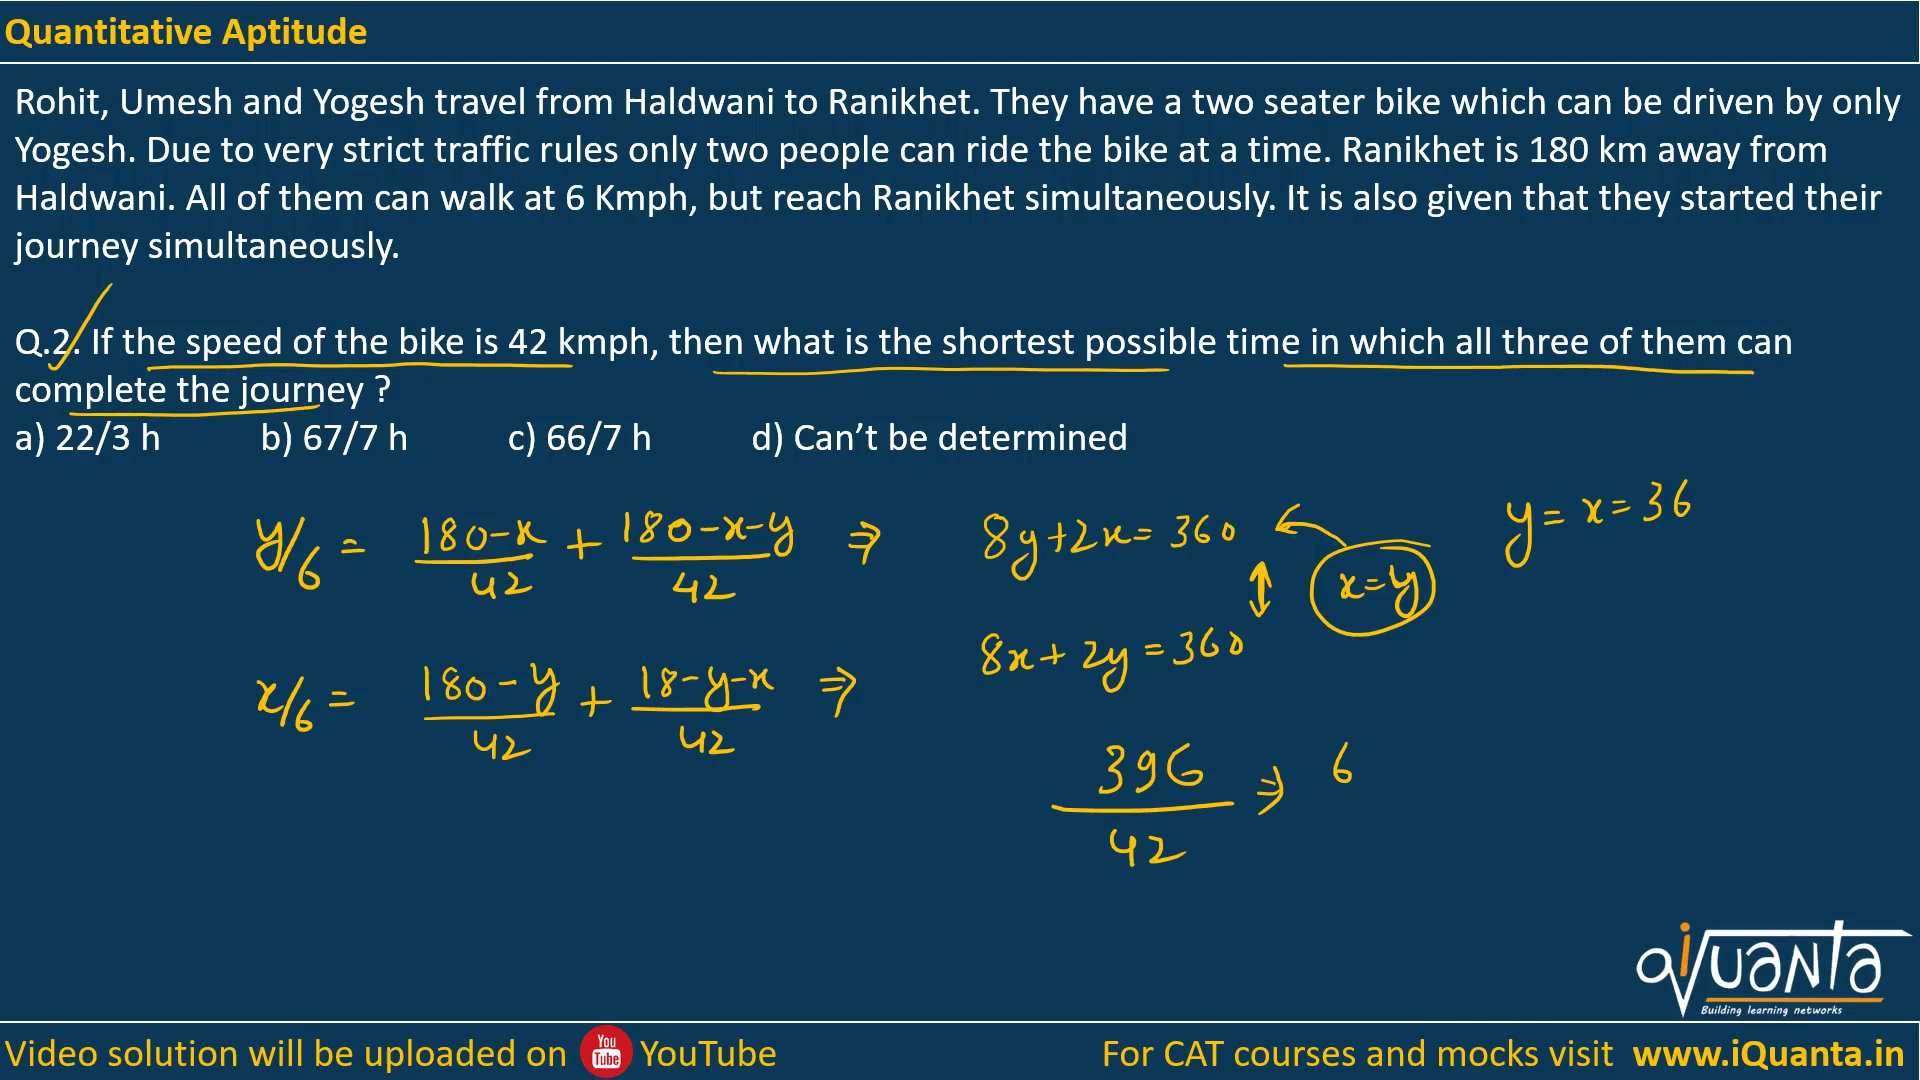 Quantitative Aptitude
Rohit, Umesh and Yogesh travel from Haldwani to Ranikhet. They have a two seater bike which can be driven by only
Yogesh. Due to very strict traffic rules only two people can ride the bike at a time. Ranikhet is 180 km away from
Haldwani. All of them can walk at 6 Kmph, but reach Ranikhet simultaneously. It is also given that they started their
journey simultaneously.
Q.2. If the speed of the bike is 42 kmph, then what is the shortest possible time in which all three of them can
complete the journey ?
a) 22/3 h b) 67/7 h c) 66/7 h d) Can’t be determined
y/6 = (180-x)/42 + (180-x-y)/42 ⇒ 8y+2x=360 x=y y=x=36
x/6 = (180-y)/42 + (18-y-x)/42 ⇒ 8x+2y=360
396/42 ⇒ 6
iQuanta
Building learning networks
Video solution will be uploaded on You Tube YouTube For CAT courses and mocks visit www.iQuanta.in